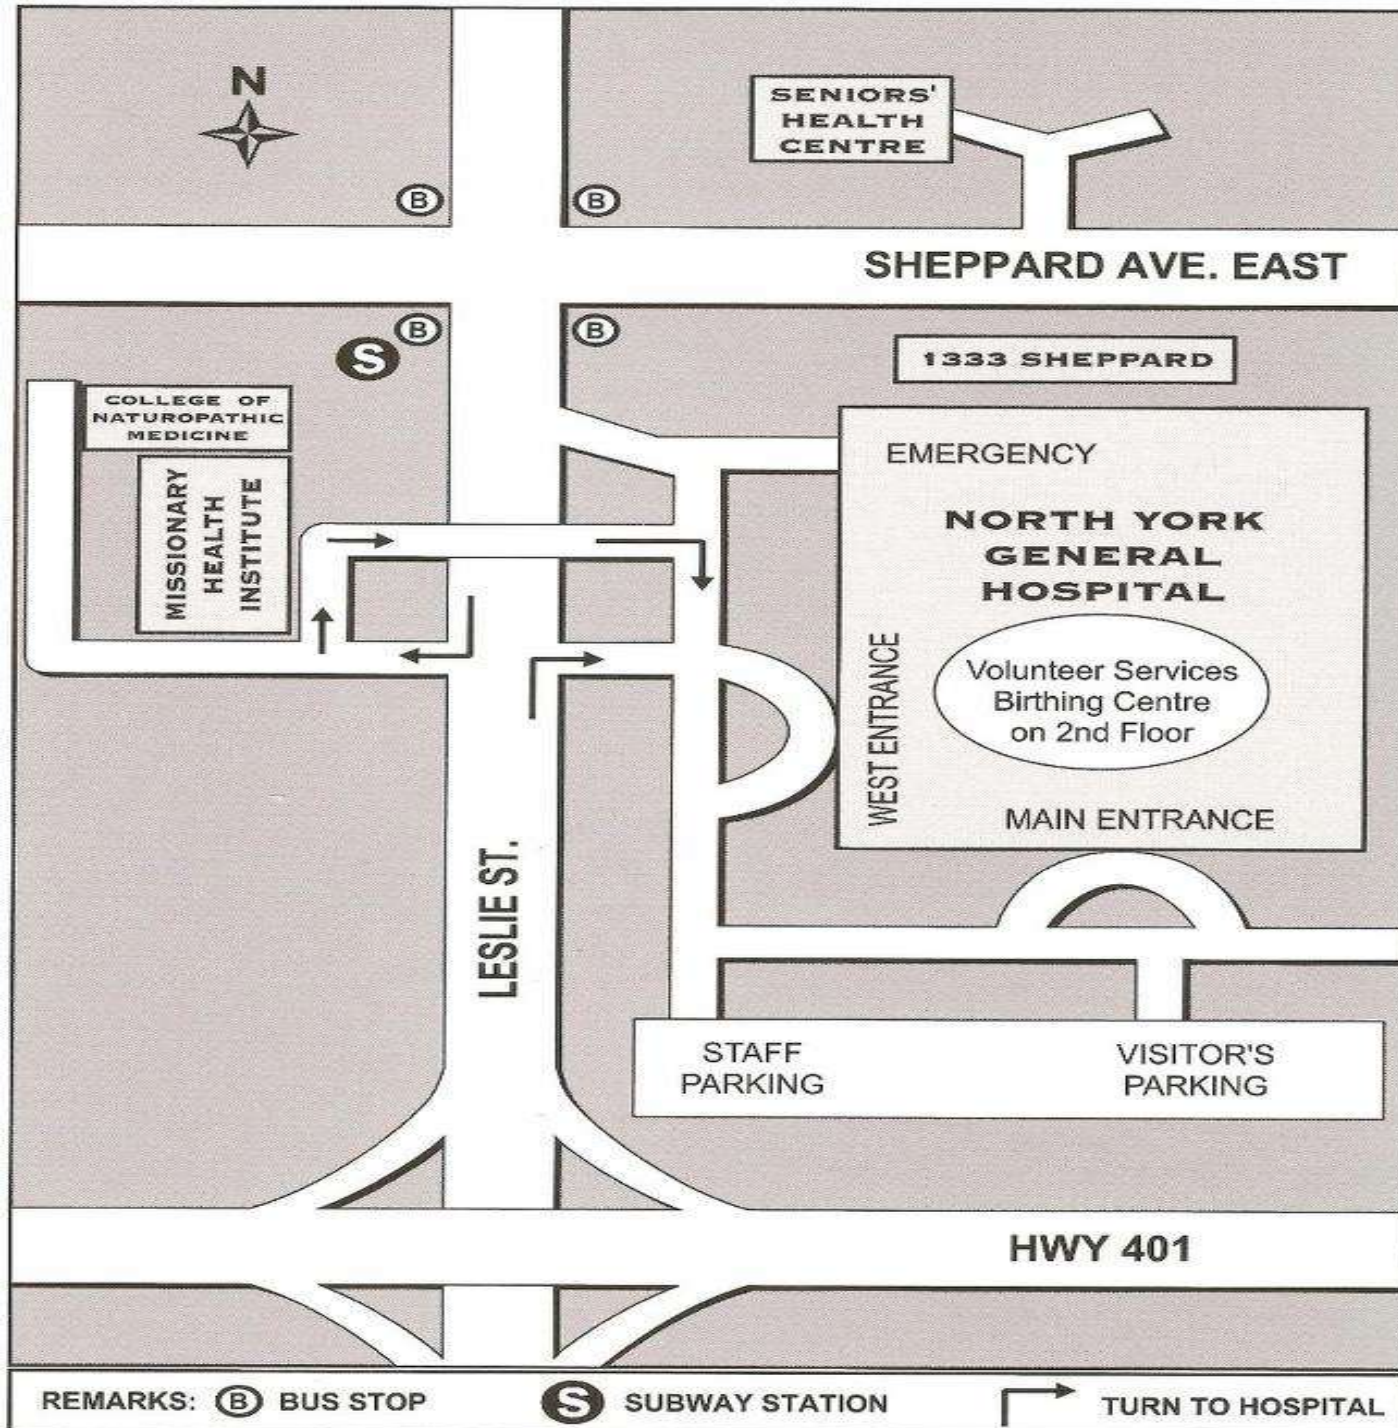 N
SENIORS'
HEALTH
CENTRE
B
B
SHEPPARD AVE. EAST
B
B
S
1333 SHEPPARD
COLLEGE OF
NATUROPATHIC
MEDICINE
EMERGENCY
MISSIONARY
HEALTH
INSTITUTE
NORTH YORK
GENERAL
HOSPITAL
WEST ENTRANCE
Volunteer Services
Birthing Centre
on 2nd Floor
MAIN ENTRANCE
LESLIE ST.
STAFF
PARKING
VISITOR'S
PARKING
HWY 401
REMARKS: B BUS STOP S SUBWAY STATION TURN TO HOSPITAL